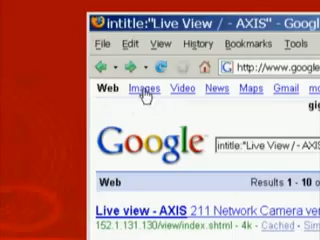 intitle:"Live View / - AXIS" - Googl
File Edit View History Bookmarks Tools
G http://www.google
Web Images Video News Maps Gmail
Google intitle:"Live View / - AXIS
Web Results 1 - 10 o
Live view - AXIS 211 Network Camera ve
152.1.131.130/view/index.shtml - 4k - Cached - Sim